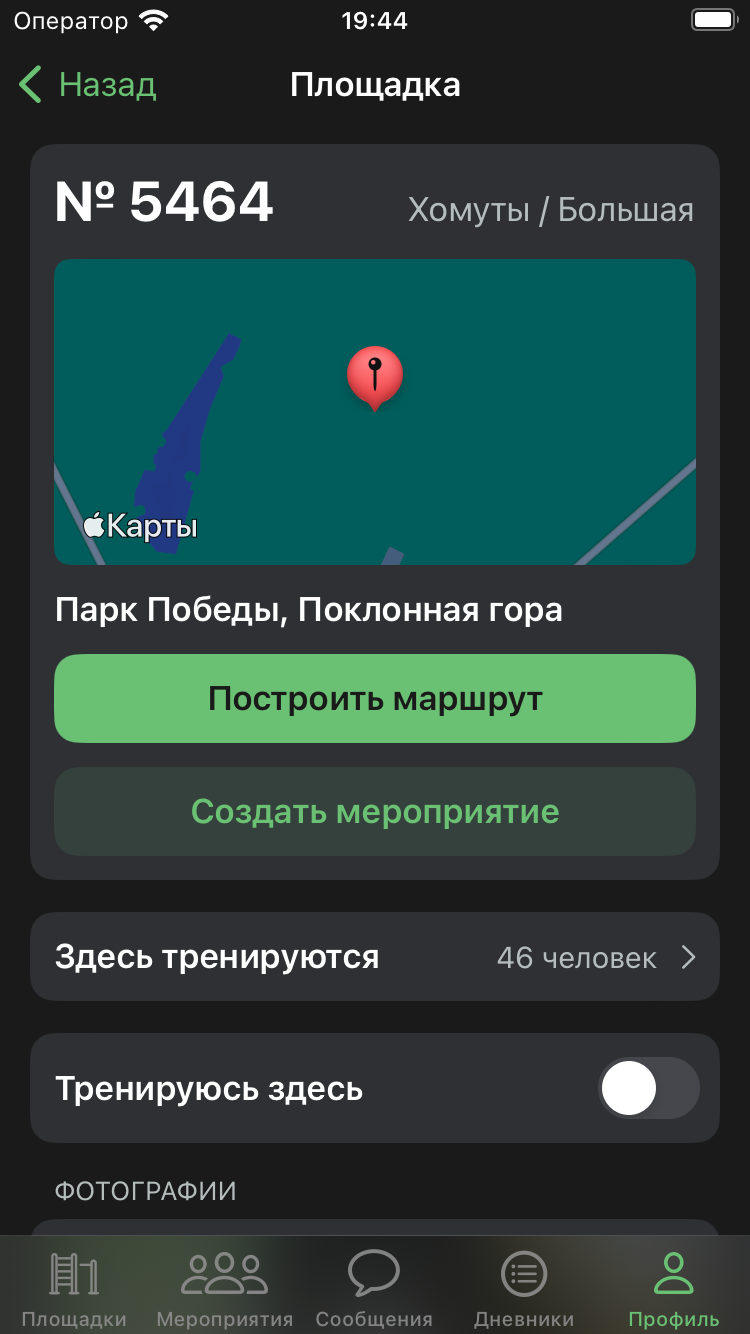 Оператор 19:44
Назад Площадка
№ 5464 Хомуты / Большая
Карты
Парк Победы, Поклонная гора
Построить маршрут
Создать мероприятие
Здесь тренируются 46 человек
Тренируюсь здесь
ФОТОГРАФИИ
Площадки Мероприятия Сообщения Дневники Профиль